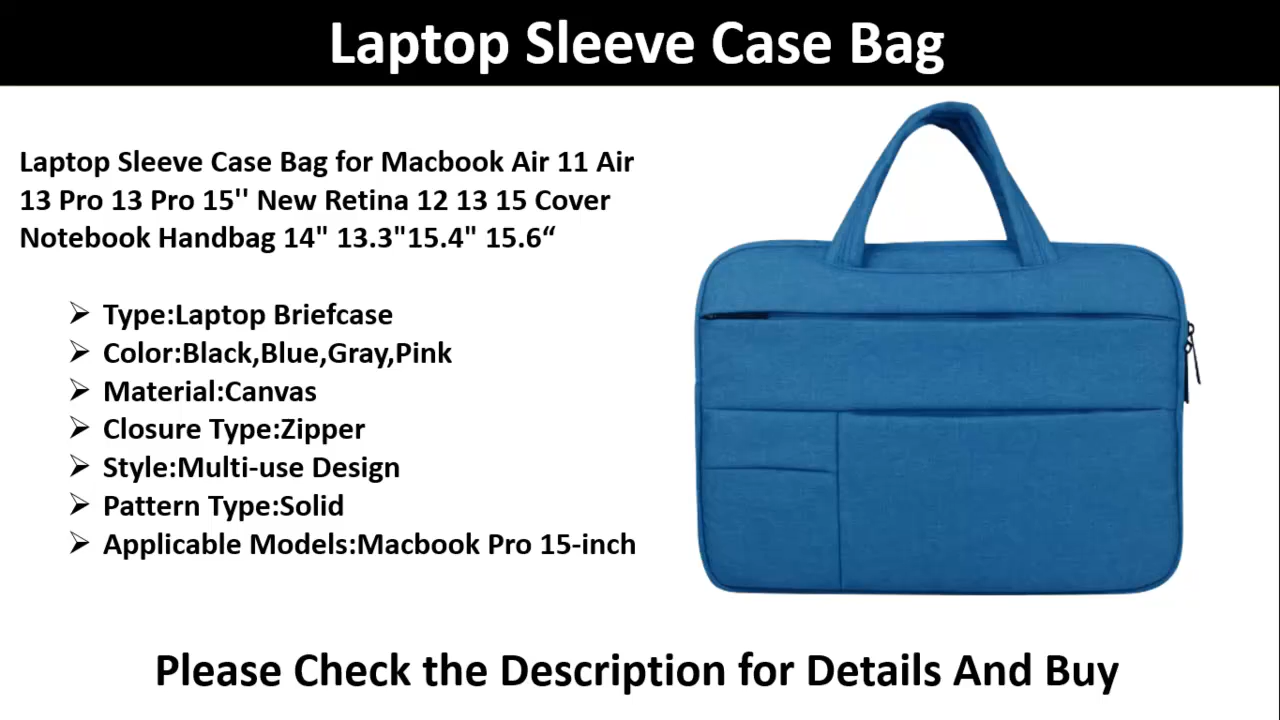 Laptop Sleeve Case Bag
Laptop Sleeve Case Bag for Macbook Air 11 Air
13 Pro 13 Pro 15'' New Retina 12 13 15 Cover
Notebook Handbag 14" 13.3"15.4" 15.6“
➢ Type:Laptop Briefcase
➢ Color:Black,Blue,Gray,Pink
➢ Material:Canvas
➢ Closure Type:Zipper
➢ Style:Multi-use Design
➢ Pattern Type:Solid
➢ Applicable Models:Macbook Pro 15-inch
Please Check the Description for Details And Buy